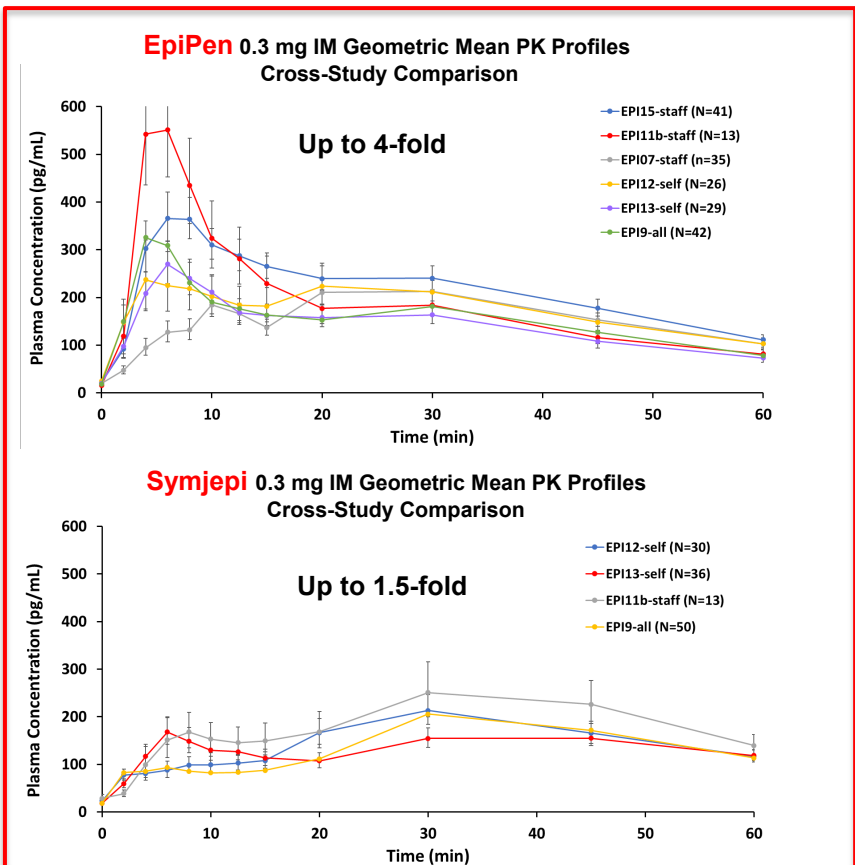 EpiPen 0.3 mg IM Geometric Mean PK Profiles
Cross-Study Comparison
Up to 4-fold
Plasma Concentration (pg/mL)
600
500
400
300
200
100
0
0 10 20 30 40 50 60
Time (min)
EPI15-staff (N=41)
EPI11b-staff (N=13)
EPI07-staff (n=35)
EPI12-self (N=26)
EPI13-self (N=29)
EPI9-all (N=42)
Symjepi 0.3 mg IM Geometric Mean PK Profiles
Cross-Study Comparison
Up to 1.5-fold
Plasma Concentration (pg/mL)
600
500
400
300
200
100
0
0 10 20 30 40 50 60
Time (min)
EPI12-self (N=30)
EPI13-self (N=36)
EPI11b-staff (N=13)
EPI9-all (N=50)